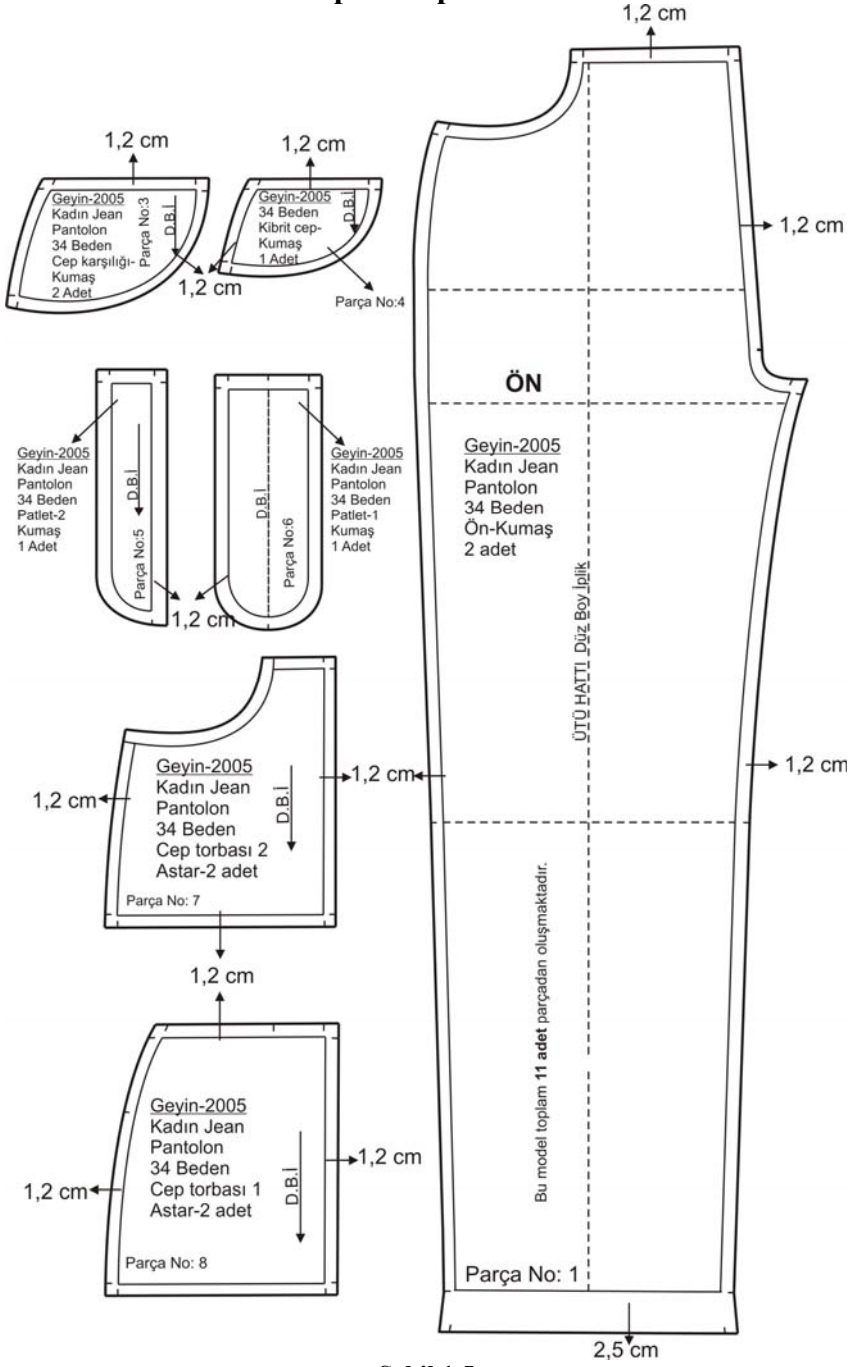 1,2 cm
1,2 cm
1,2 cm
Geyin-2005
Kadın Jean
Pantolon
34 Beden
Cep karşılığı-
Kumaş
2 Adet
Parça No:3
D.B.İ
Geyin-2005
34 Beden
Kibrit cep-
Kumaş
1 Adet
D.B.İ
1,2 cm
Parça No:4
1,2 cm
ÖN
Geyin-2005
Kadın Jean
Pantolon
34 Beden
Patlet-2
Kumaş
1 Adet
D.B.İ
Parça No:5
D.B.İ
Parça No:6
Geyin-2005
Kadın Jean
Pantolon
34 Beden
Patlet-1
Kumaş
1 Adet
1,2 cm
Geyin-2005
Kadın Jean
Pantolon
34 Beden
Ön-Kumaş
2 adet
ÜTÜ HATTI Düz Boy İplik
Geyin-2005
Kadın Jean
Pantolon
34 Beden
Cep torbası 2
Astar-2 adet
D.B.İ
Parça No: 7
1,2 cm
1,2 cm
1,2 cm
1,2 cm
Geyin-2005
Kadın Jean
Pantolon
34 Beden
Cep torbası 1
Astar-2 adet
D.B.İ
Parça No: 8
1,2 cm
1,2 cm
Bu model toplam 11 adet parçadan oluşmaktadır.
Parça No: 1
2,5 cm